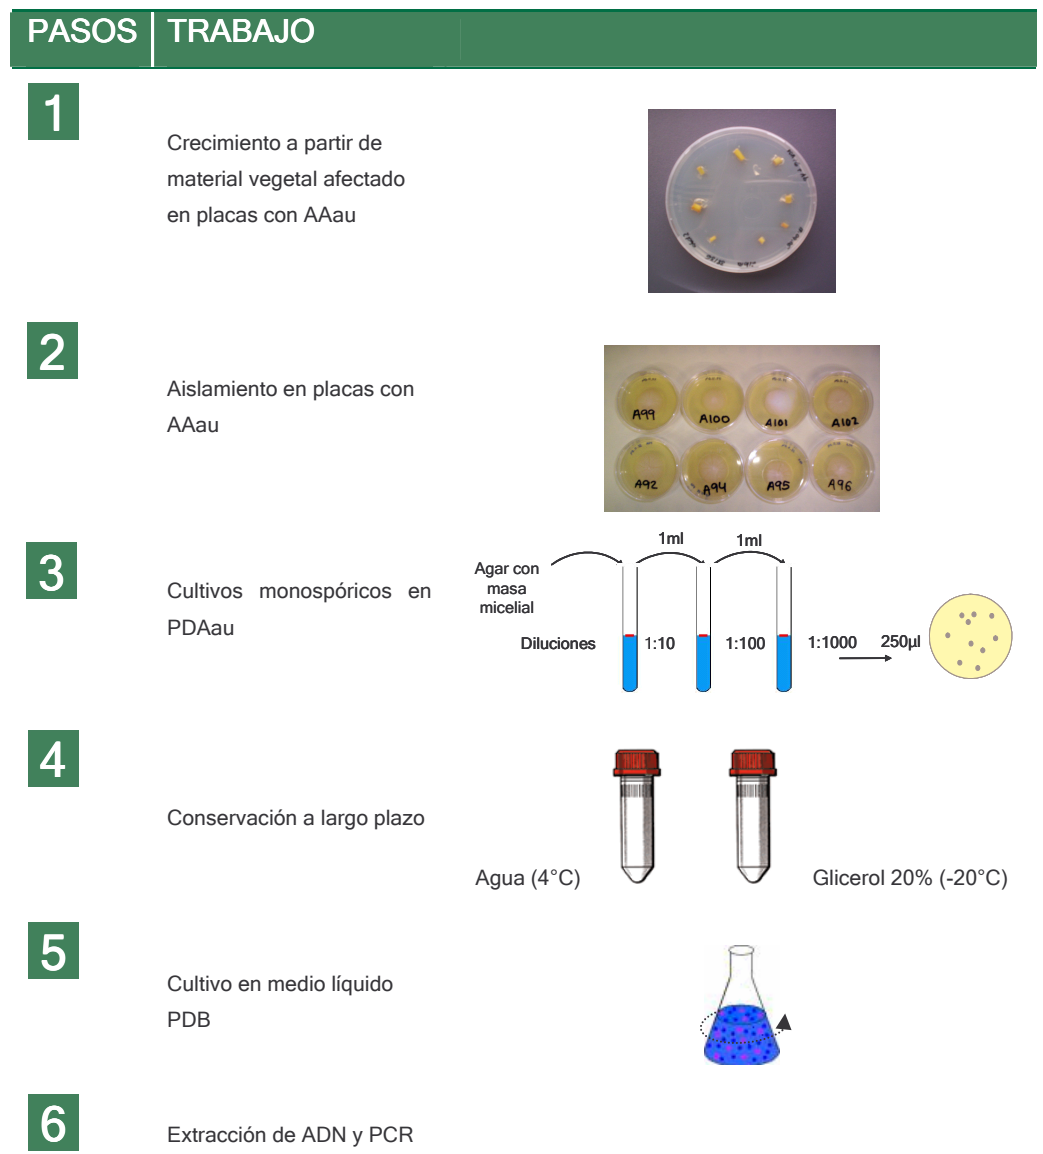 PASOS TRABAJO
1
Crecimiento a partir de
material vegetal afectado
en placas con AAau
2
Aislamiento en placas con
AAau
A99 A100 A101 A102
A92 A94 A95 A96
3
Cultivos monospóricos en
PDAau
1ml 1ml
Agar con
masa
micelial
Diluciones 1:10 1:100 1:1000 250µl
4
Conservación a largo plazo
Agua (4°C) Glicerol 20% (-20°C)
5
Cultivo en medio líquido
PDB
6
Extracción de ADN y PCR